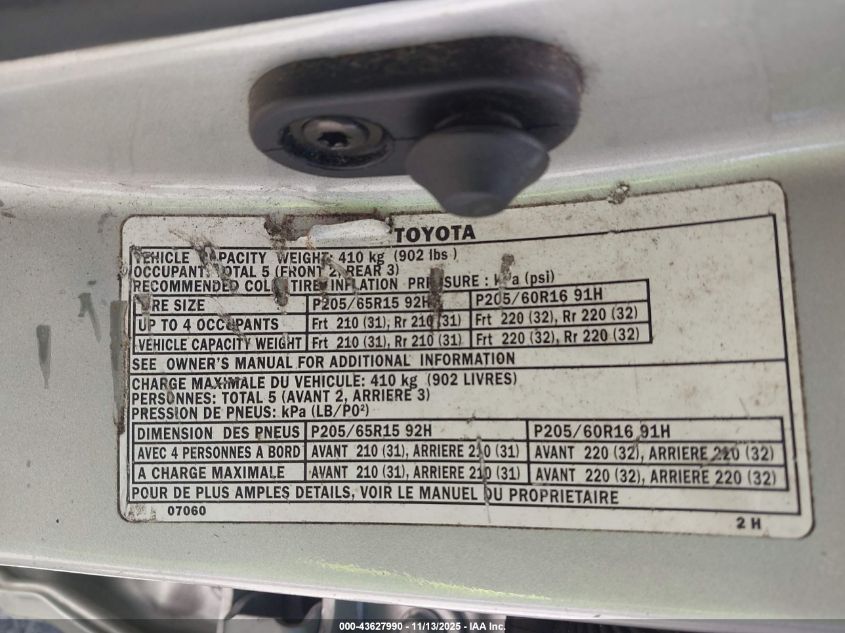 TOYOTA
VEHICLE CAPACITY WEIGHT: 410 kg (902 lbs)
OCCUPANT: TOTAL 5 (FRONT 2, REAR 3)
RECOMMENDED COLD TIRE INFLATION PRESSURE : kPa (psi)
TIRE SIZE P205/65R15 92H P205/60R16 91H
UP TO 4 OCCUPANTS Frt 210 (31), Rr 210 (31) Frt 220 (32), Rr 220 (32)
VEHICLE CAPACITY WEIGHT Frt 210 (31), Rr 210 (31) Frt 220 (32), Rr 220 (32)
SEE OWNER'S MANUAL FOR ADDITIONAL INFORMATION
CHARGE MAXIMALE DU VEHICULE: 410 kg (902 LIVRES)
PERSONNES: TOTAL 5 (AVANT 2, ARRIERE 3)
PRESSION DE PNEUS: kPa (LB/PO²)
DIMENSION DES PNEUS P205/65R15 92H P205/60R16 91H
AVEC 4 PERSONNES A BORD AVANT 210 (31), ARRIERE 210 (31) AVANT 220 (32), ARRIERE 220 (32)
A CHARGE MAXIMALE AVANT 210 (31), ARRIERE 210 (31) AVANT 220 (32), ARRIERE 220 (32)
POUR DE PLUS AMPLES DETAILS, VOIR LE MANUEL DU PROPRIETAIRE
07060 2 H
000-43627990 - 11/13/2025 - IAA Inc.